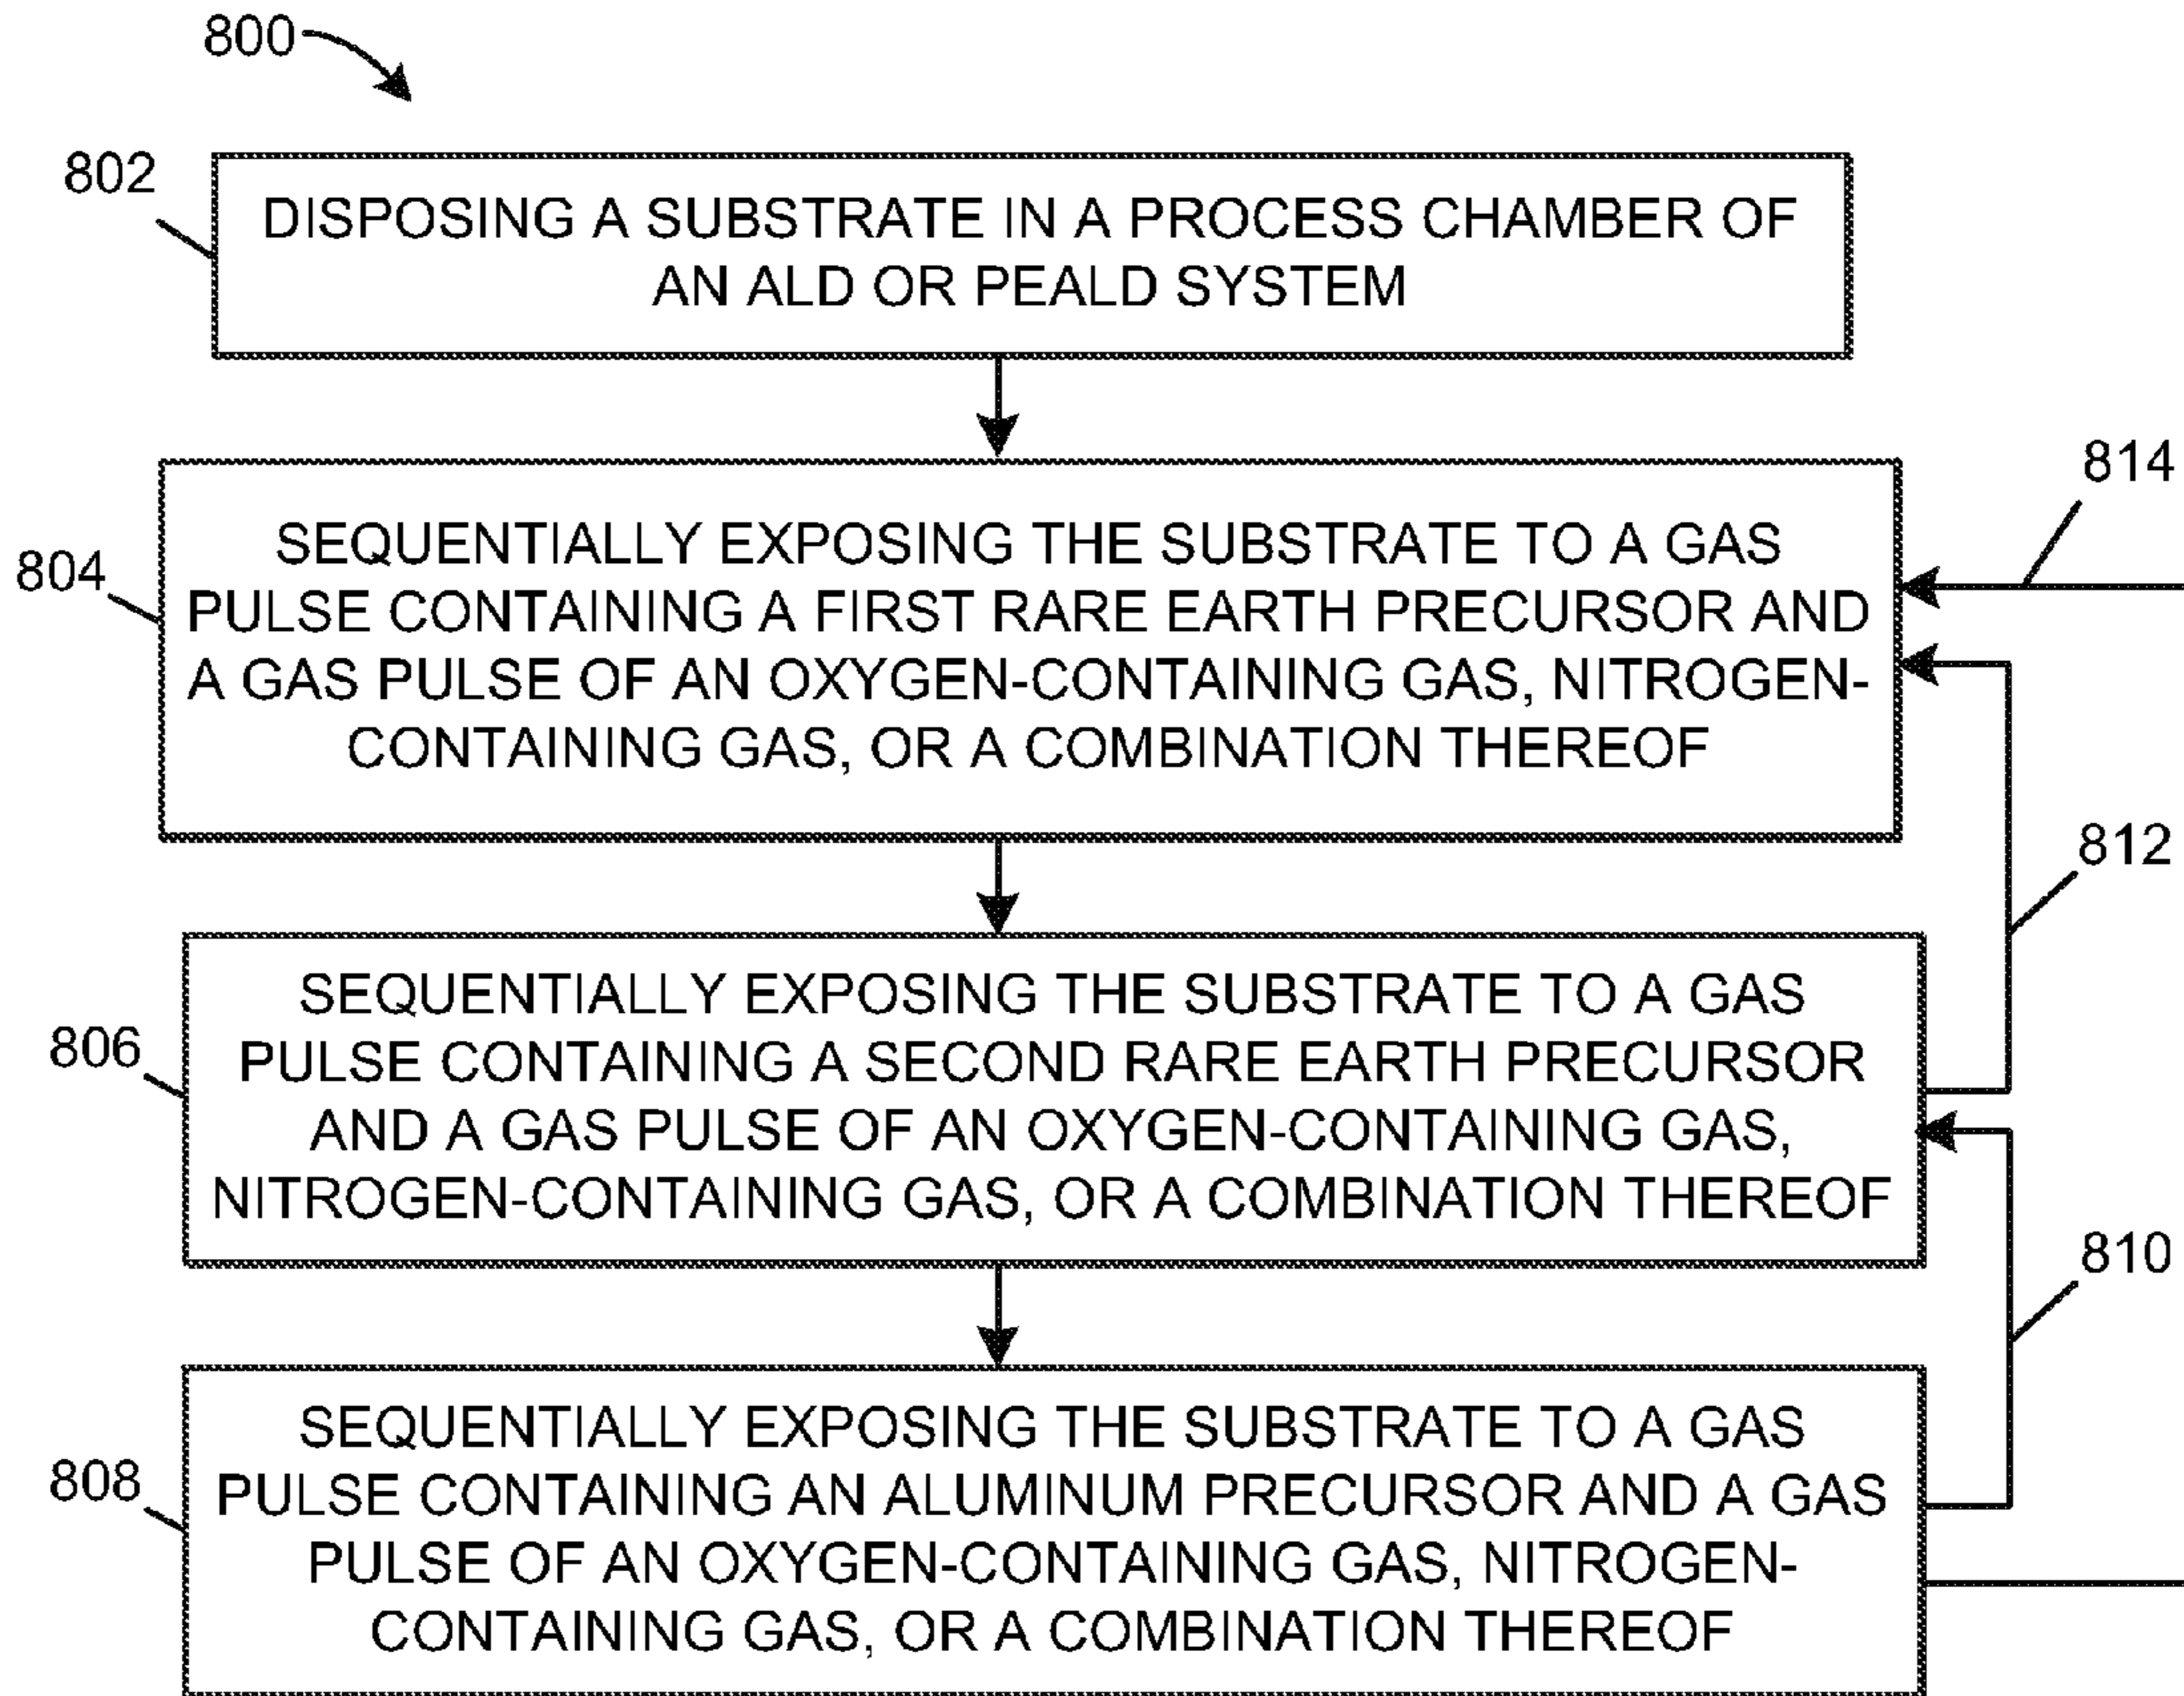 800
802
DISPOSING A SUBSTRATE IN A PROCESS CHAMBER OF
AN ALD OR PEALD SYSTEM
814
804
SEQUENTIALLY EXPOSING THE SUBSTRATE TO A GAS
PULSE CONTAINING A FIRST RARE EARTH PRECURSOR AND
A GAS PULSE OF AN OXYGEN-CONTAINING GAS, NITROGEN-
CONTAINING GAS, OR A COMBINATION THEREOF
812
806
SEQUENTIALLY EXPOSING THE SUBSTRATE TO A GAS
PULSE CONTAINING A SECOND RARE EARTH PRECURSOR
AND A GAS PULSE OF AN OXYGEN-CONTAINING GAS,
NITROGEN-CONTAINING GAS, OR A COMBINATION THEREOF
810
808
SEQUENTIALLY EXPOSING THE SUBSTRATE TO A GAS
PULSE CONTAINING AN ALUMINUM PRECURSOR AND A GAS
PULSE OF AN OXYGEN-CONTAINING GAS, NITROGEN-
CONTAINING GAS, OR A COMBINATION THEREOF